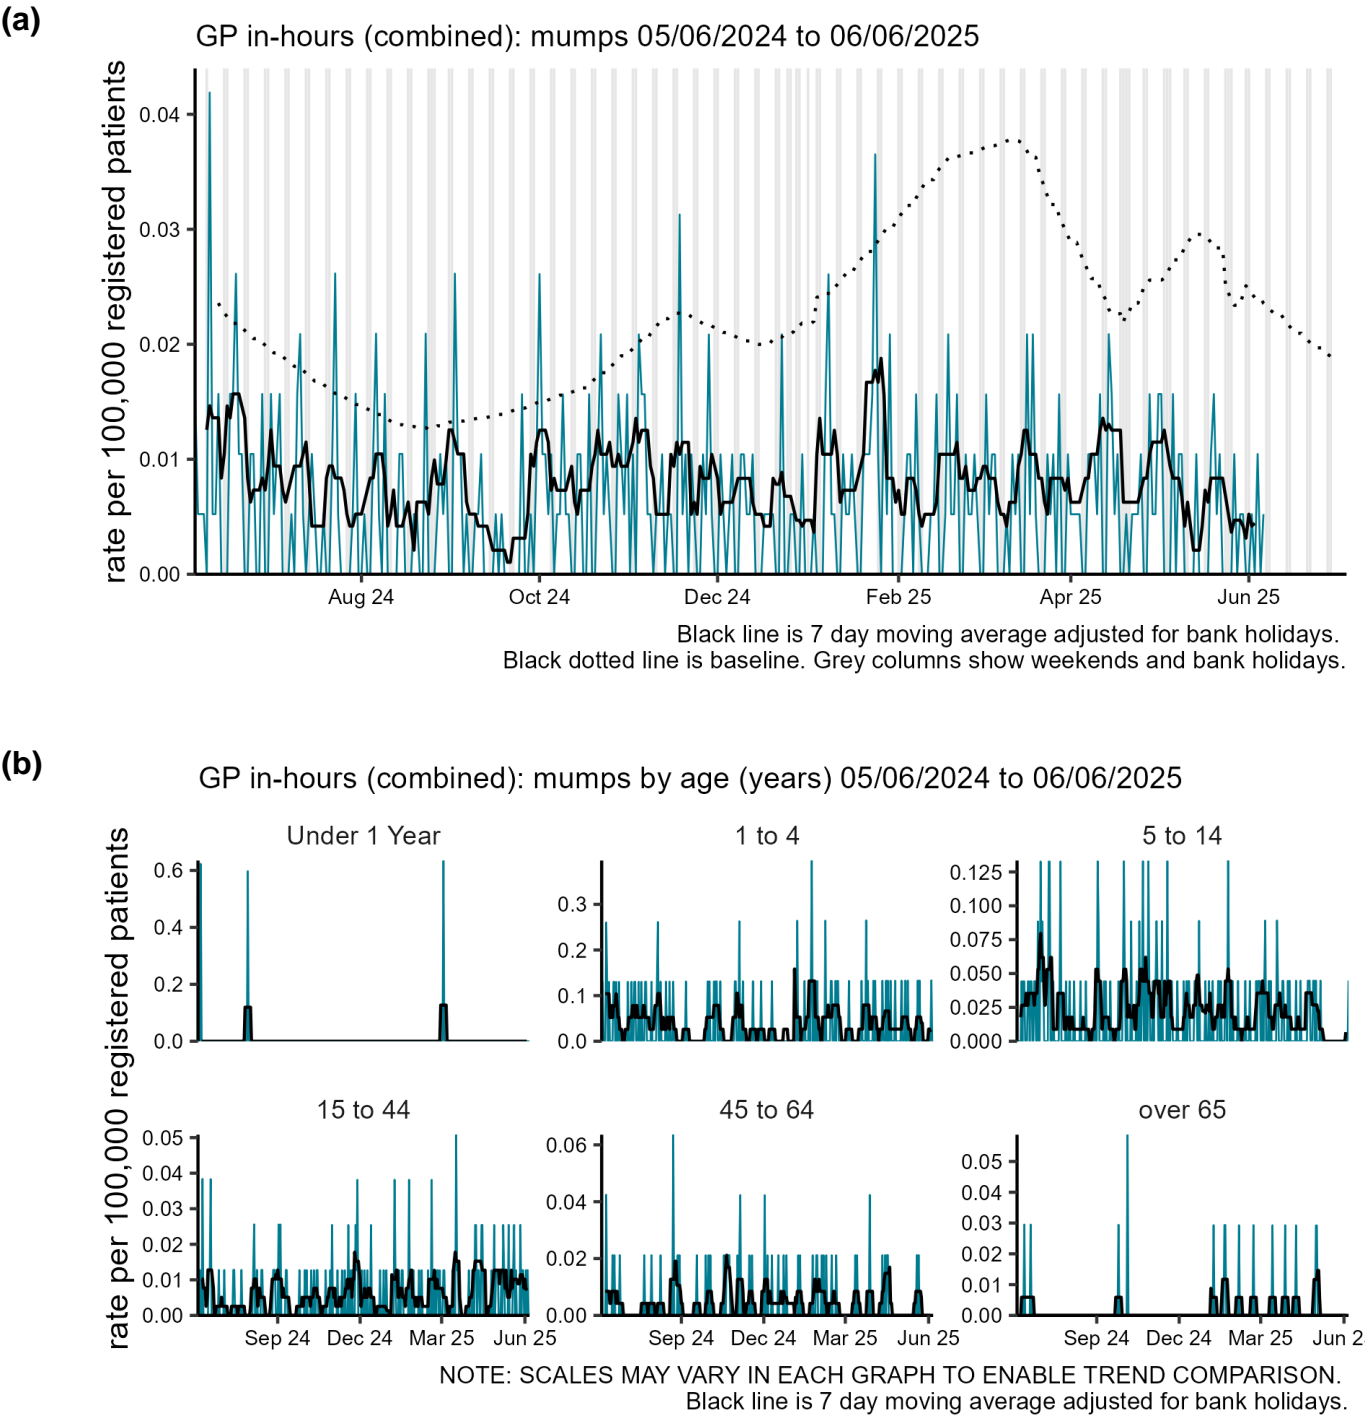 (a)
GP in-hours (combined): mumps 05/06/2024 to 06/06/2025
rate per 100,000 registered patients
0.04
0.03
0.02
0.01
0.00
Aug 24 Oct 24 Dec 24 Feb 25 Apr 25 Jun 25
Black line is 7 day moving average adjusted for bank holidays.
Black dotted line is baseline. Grey columns show weekends and bank holidays.
(b)
GP in-hours (combined): mumps by age (years) 05/06/2024 to 06/06/2025
rate per 100,000 registered patients
Under 1 Year
0.6
0.4
0.2
0.0
1 to 4
0.3
0.2
0.1
0.0
5 to 14
0.125
0.100
0.075
0.050
0.025
0.000
15 to 44
0.05
0.04
0.03
0.02
0.01
0.00
Sep 24 Dec 24 Mar 25 Jun 25
45 to 64
0.06
0.04
0.02
0.00
Sep 24 Dec 24 Mar 25 Jun 25
over 65
0.05
0.04
0.03
0.02
0.01
0.00
Sep 24 Dec 24 Mar 25 Jun 2
NOTE: SCALES MAY VARY IN EACH GRAPH TO ENABLE TREND COMPARISON.
Black line is 7 day moving average adjusted for bank holidays.